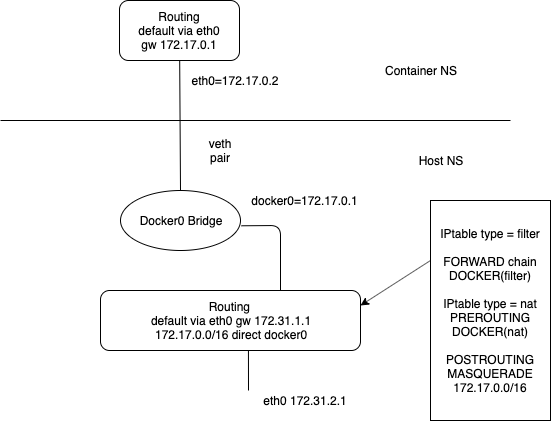 Routing
default via eth0
gw 172.17.0.1
Container NS
eth0=172.17.0.2
veth
pair
Host NS
docker0=172.17.0.1
Docker0 Bridge
IPtable type = filter
FORWARD chain
DOCKER(filter)
IPtable type = nat
PREROUTING
DOCKER(nat)
POSTROUTING
MASQUERADE
172.17.0.0/16
Routing
default via eth0 gw 172.31.1.1
172.17.0.0/16 direct docker0
eth0 172.31.2.1